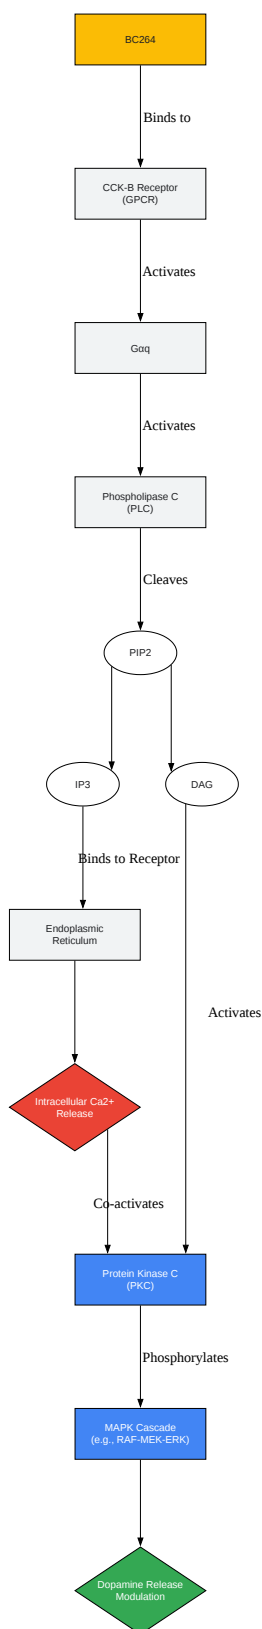 BC264
Binds to
CCK-B Receptor
(GPCR)
Activates
Gαq
Activates
Phospholipase C
(PLC)
Cleaves
PIP2
IP3
DAG
Binds to Receptor
Endoplasmic
Reticulum
Activates
Intracellular Ca2+
Release
Co-activates
Protein Kinase C
(PKC)
Phosphorylates
MAPK Cascade
(e.g., RAF-MEK-ERK)
Dopamine Release
Modulation